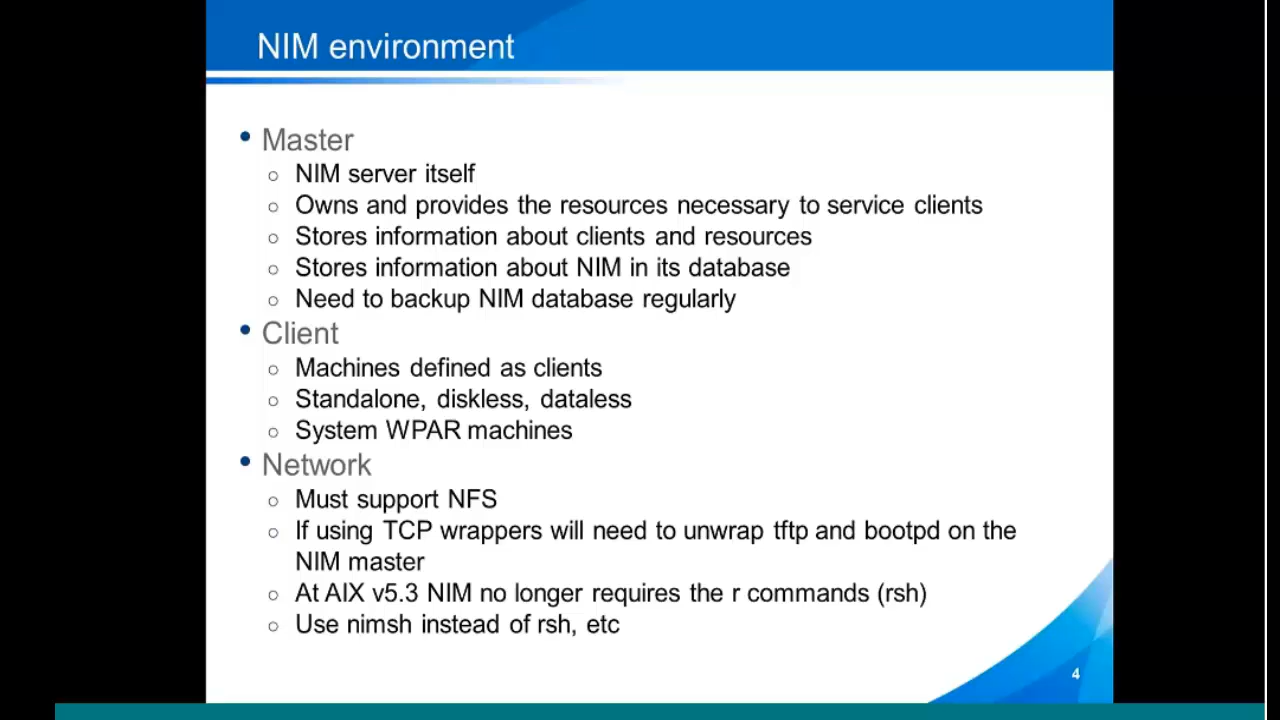 NIM environment
• Master
○ NIM server itself
○ Owns and provides the resources necessary to service clients
○ Stores information about clients and resources
○ Stores information about NIM in its database
○ Need to backup NIM database regularly
• Client
○ Machines defined as clients
○ Standalone, diskless, dataless
○ System WPAR machines
• Network
○ Must support NFS
○ If using TCP wrappers will need to unwrap tftp and bootpd on the
NIM master
○ At AIX v5.3 NIM no longer requires the r commands (rsh)
○ Use nimsh instead of rsh, etc
4